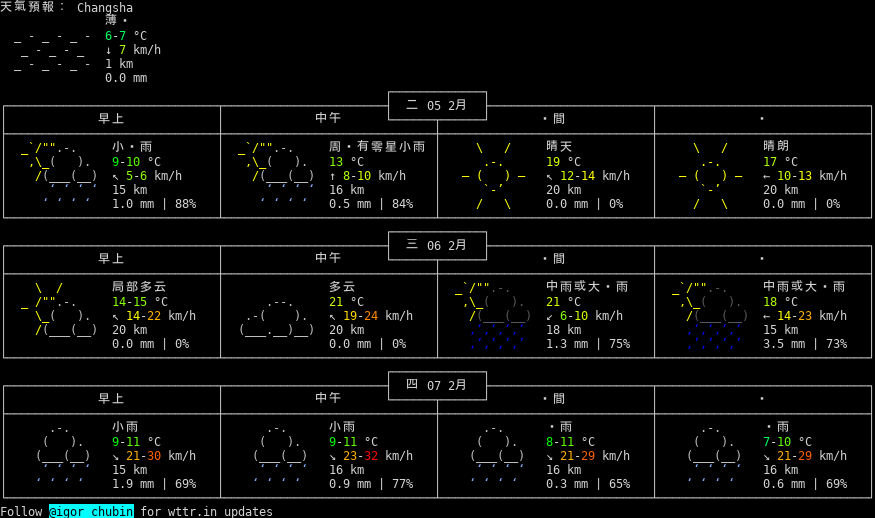 天氣預報： Changsha
薄・
6-7 °C
↓ 7 km/h
1 km
0.0 mm
二 05 2月
早上 中午 ・間 ・
小・雨 周・有零星小雨 晴天 晴朗
9-10 °C 13 °C 19 °C 17 °C
↖ 5-6 km/h ↑ 8-10 km/h ↖ 12-14 km/h ← 10-13 km/h
15 km 16 km 20 km 20 km
1.0 mm | 88% 0.5 mm | 84% 0.0 mm | 0% 0.0 mm | 0%
三 06 2月
早上 中午 ・間 ・
局部多云 多云 中雨或大・雨 中雨或大・雨
14-15 °C 21 °C 21 °C 18 °C
↖ 14-22 km/h ↖ 19-24 km/h ↙ 6-10 km/h ← 14-23 km/h
20 km 20 km 18 km 15 km
0.0 mm | 0% 0.0 mm | 0% 1.3 mm | 75% 3.5 mm | 73%
四 07 2月
早上 中午 ・間 ・
小雨 小雨 ・雨 ・雨
9-11 °C 9-11 °C 8-11 °C 7-10 °C
↘ 21-30 km/h ↘ 23-32 km/h ↘ 21-29 km/h ↘ 21-29 km/h
15 km 16 km 16 km 16 km
1.9 mm | 69% 0.9 mm | 77% 0.3 mm | 65% 0.6 mm | 69%
Follow @igor_chubin for wttr.in updates